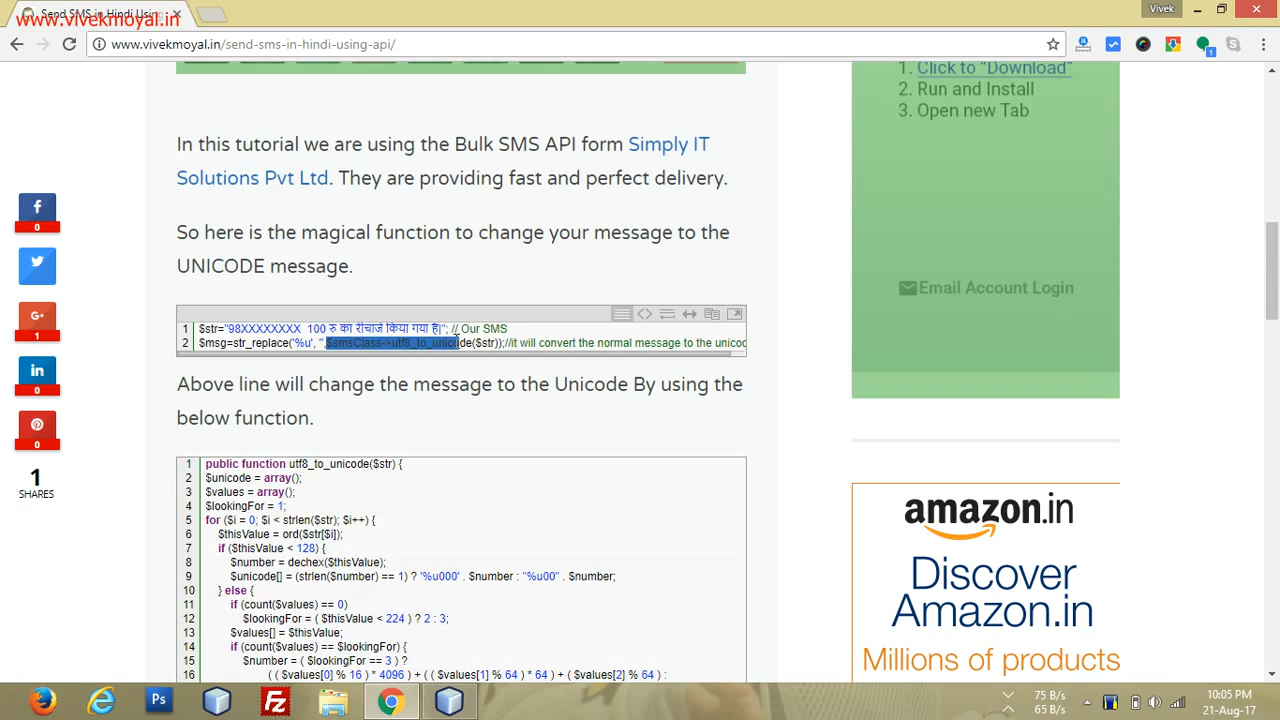 Send SMS in Hindi Usin
www.vivekmoyal.in
Vivek
www.vivekmoyal.in/send-sms-in-hindi-using-api/
1
In this tutorial we are using the Bulk SMS API form Simply IT
Solutions Pvt Ltd. They are providing fast and perfect delivery.
So here is the magical function to change your message to the
UNICODE message.
1 $str="98XXXXXXXX 100 रु का रीचार्ज किया गया है।"; // Our SMS
2 $msg=str_replace('%u', '',$smsClass->utf8_to_unicode($str));//it will convert the normal message to the unicod
Above line will change the message to the Unicode By using the
below function.
1 public function utf8_to_unicode($str) {
2 $unicode = array();
3 $values = array();
4 $lookingFor = 1;
5 for ($i = 0; $i < strlen($str); $i++) {
6 $thisValue = ord($str[$i]);
7 if ($thisValue < 128) {
8 $number = dechex($thisValue);
9 $unicode[] = (strlen($number) == 1) ? '%u000' . $number : "%u00" . $number;
10 } else {
11 if (count($values) == 0)
12 $lookingFor = ( $thisValue < 224 ) ? 2 : 3;
13 $values[] = $thisValue;
14 if (count($values) == $lookingFor) {
15 $number = ( $lookingFor == 3 ) ?
16 ( ( $values[0] % 16 ) * 4096 ) + ( ( $values[1] % 64 ) * 64 ) + ( $values[2] % 64 ) :
0
0
1
0
0
1
SHARES
1. Click to "Download"
2. Run and Install
3. Open new Tab
Email Account Login
amazon.in
Discover
Amazon.in
Millions of products
75 B/s
65 B/s
10:05 PM
21-Aug-17